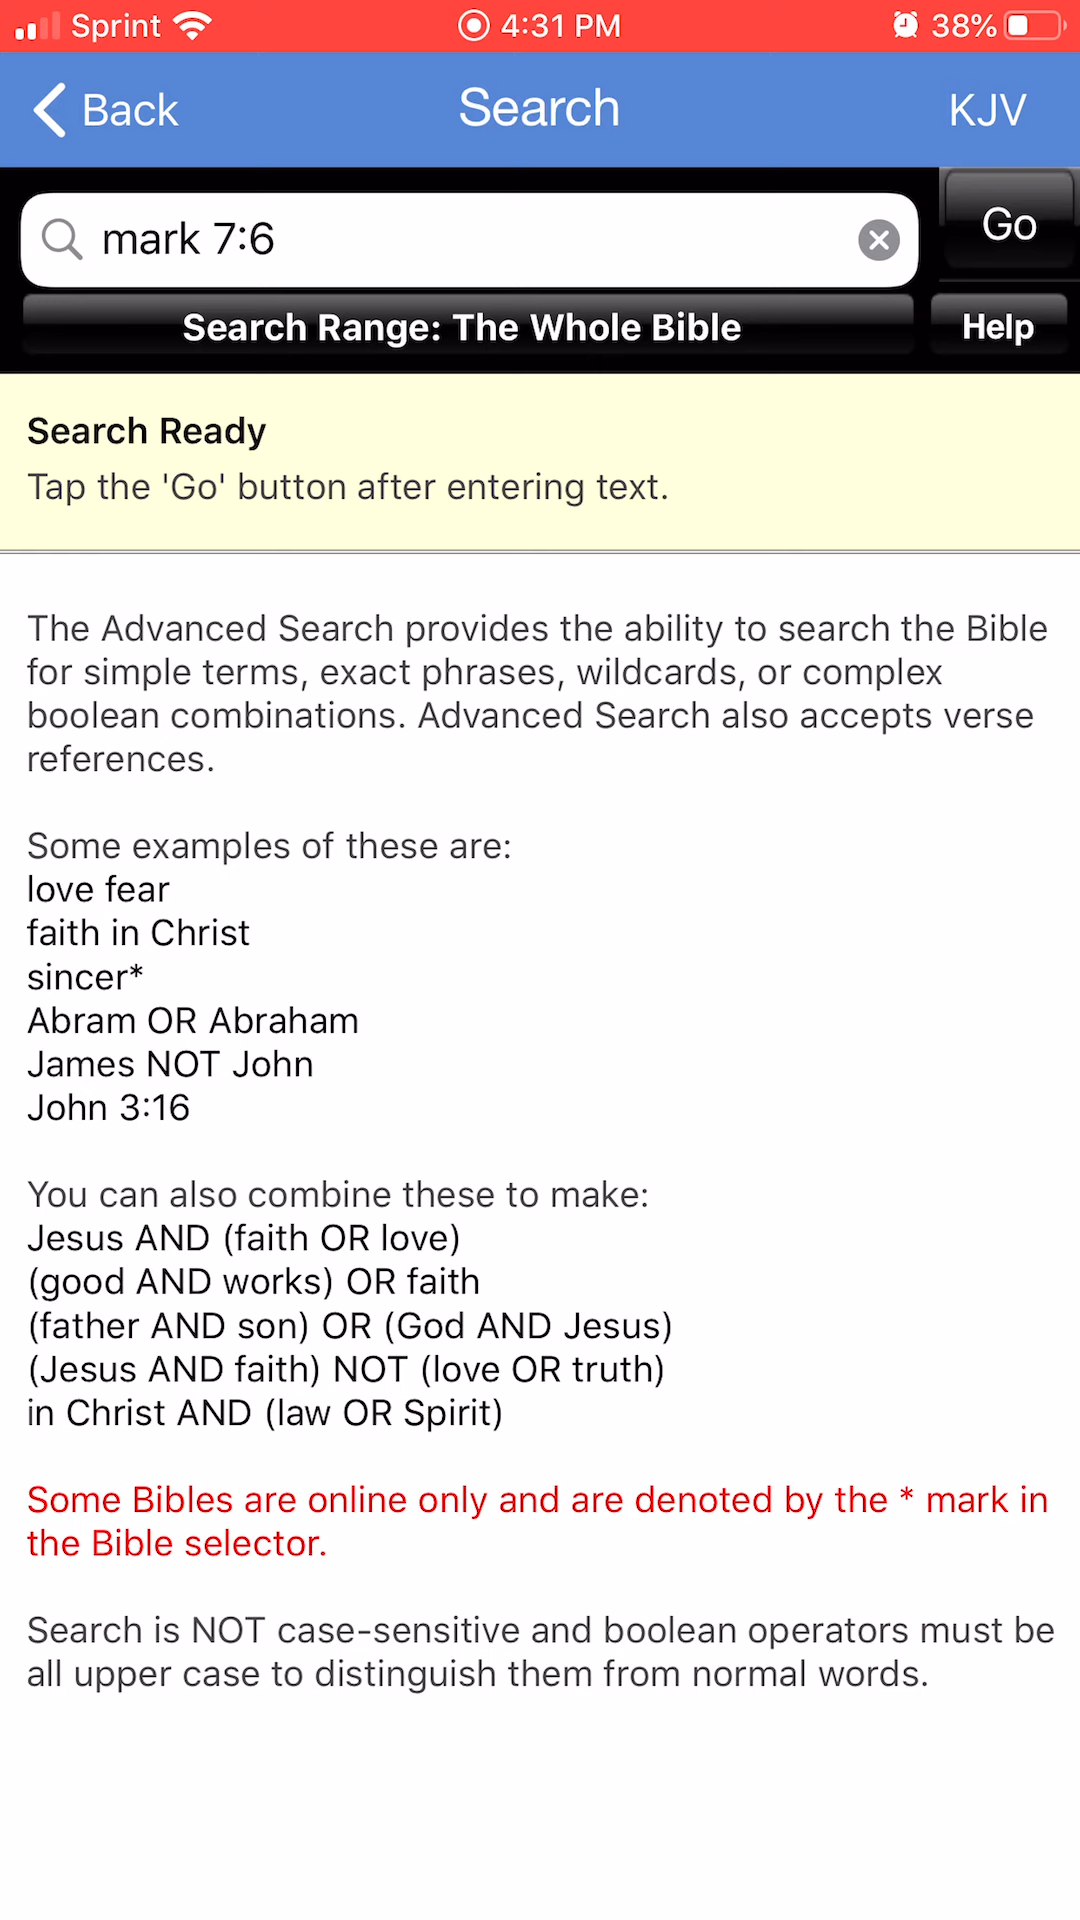 Sprint 4:31 PM 38%
Back Search KJV
mark 7:6 Go
Search Range: The Whole Bible Help
Search Ready
Tap the 'Go' button after entering text.
The Advanced Search provides the ability to search the Bible
for simple terms, exact phrases, wildcards, or complex
boolean combinations. Advanced Search also accepts verse
references.
Some examples of these are:
love fear
faith in Christ
sincer*
Abram OR Abraham
James NOT John
John 3:16
You can also combine these to make:
Jesus AND (faith OR love)
(good AND works) OR faith
(father AND son) OR (God AND Jesus)
(Jesus AND faith) NOT (love OR truth)
in Christ AND (law OR Spirit)
Some Bibles are online only and are denoted by the * mark in
the Bible selector.
Search is NOT case-sensitive and boolean operators must be
all upper case to distinguish them from normal words.